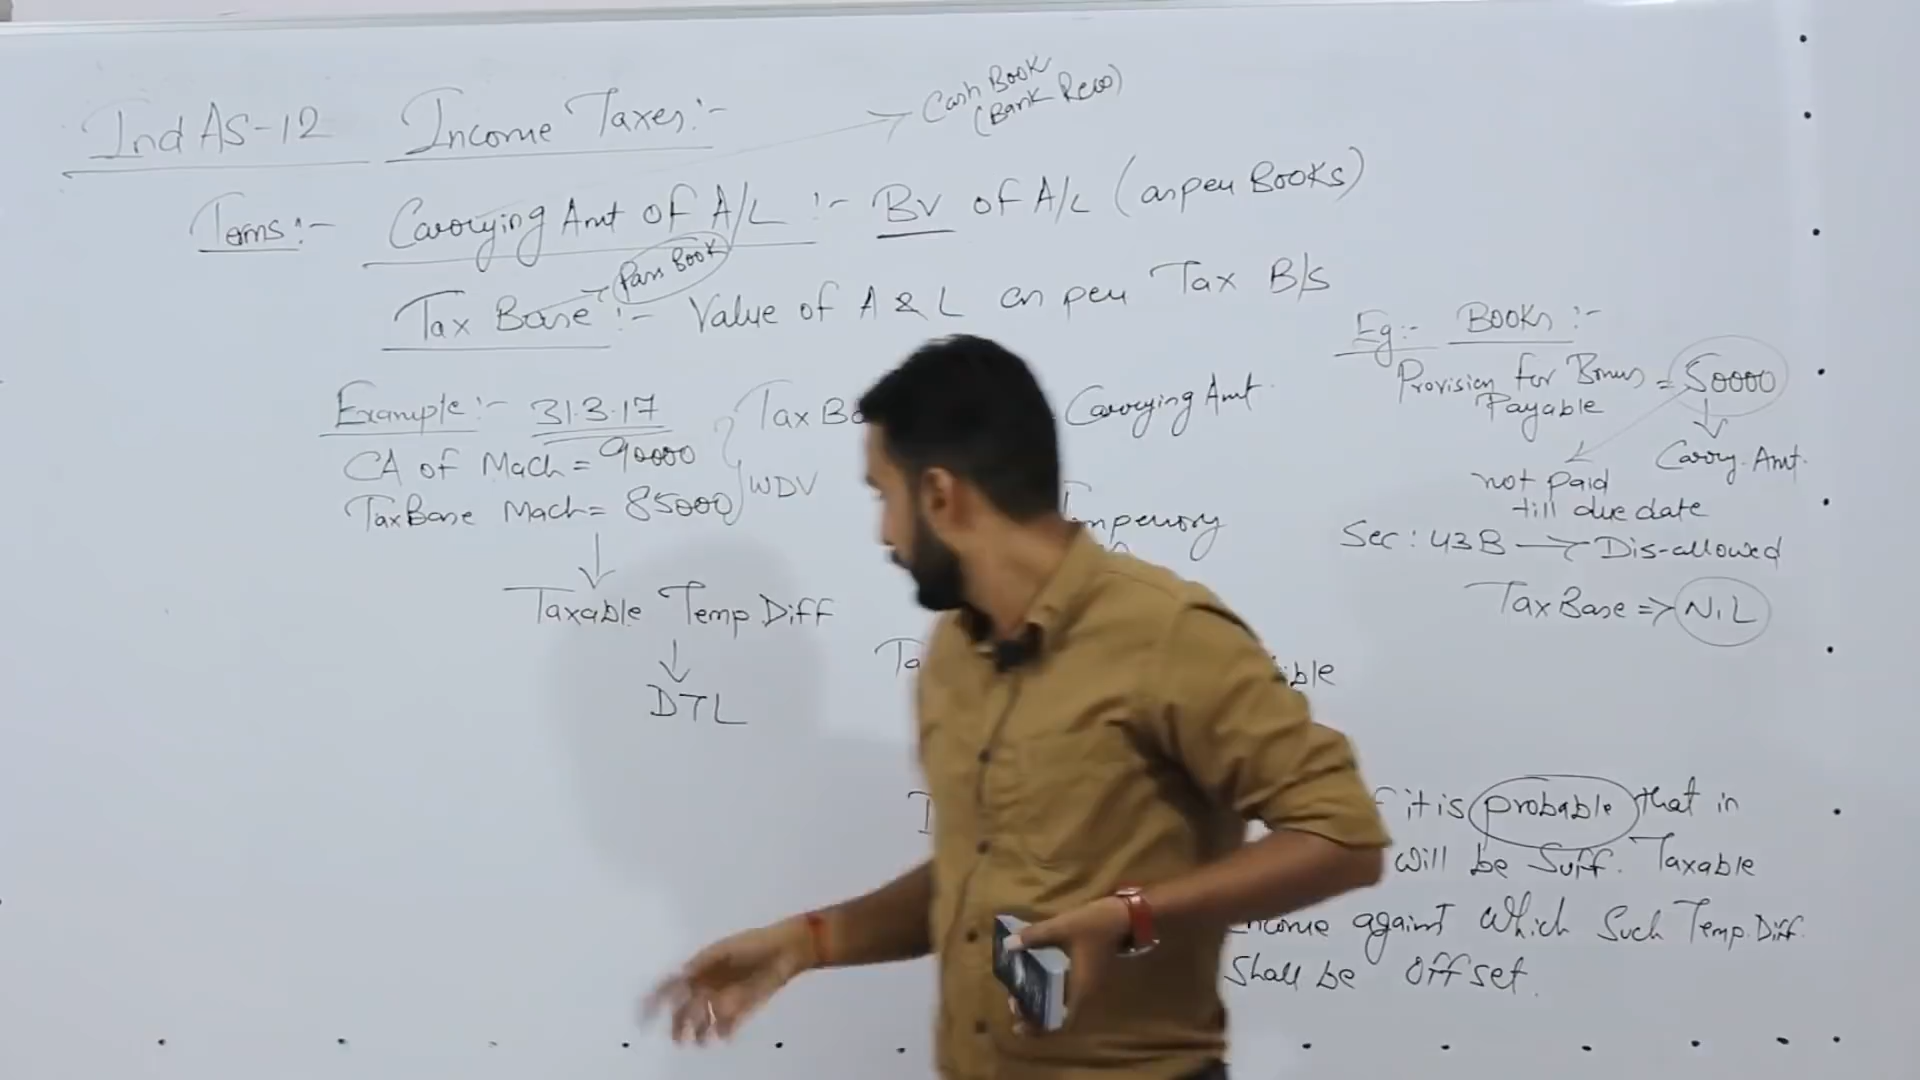 Ind AS-12 Income Taxes:-
Cash Book
(Bank Reco)
Terms:- Carrying Amt of A/L :- BV of A/L (as per Books)
Pass Book
Tax Base :- Value of A & L as per Tax B/S
Example:- 31.3.17
CA of Mach = 90000
Tax Base Mach = 85000
WDV
Taxable Temp Diff
DTL
Tax Ba
Carrying Amt
Temperory
Ta
ible
Eg:- Books:-
Provision for Bonus = 50000
Payable
Carry. Amt.
not paid
till due date
Sec: 43B → Dis-allowed
Tax Base => NIL
it is probable that in
will be Suff. Taxable
Income against which Such Temp. Diff.
Shall be offset.